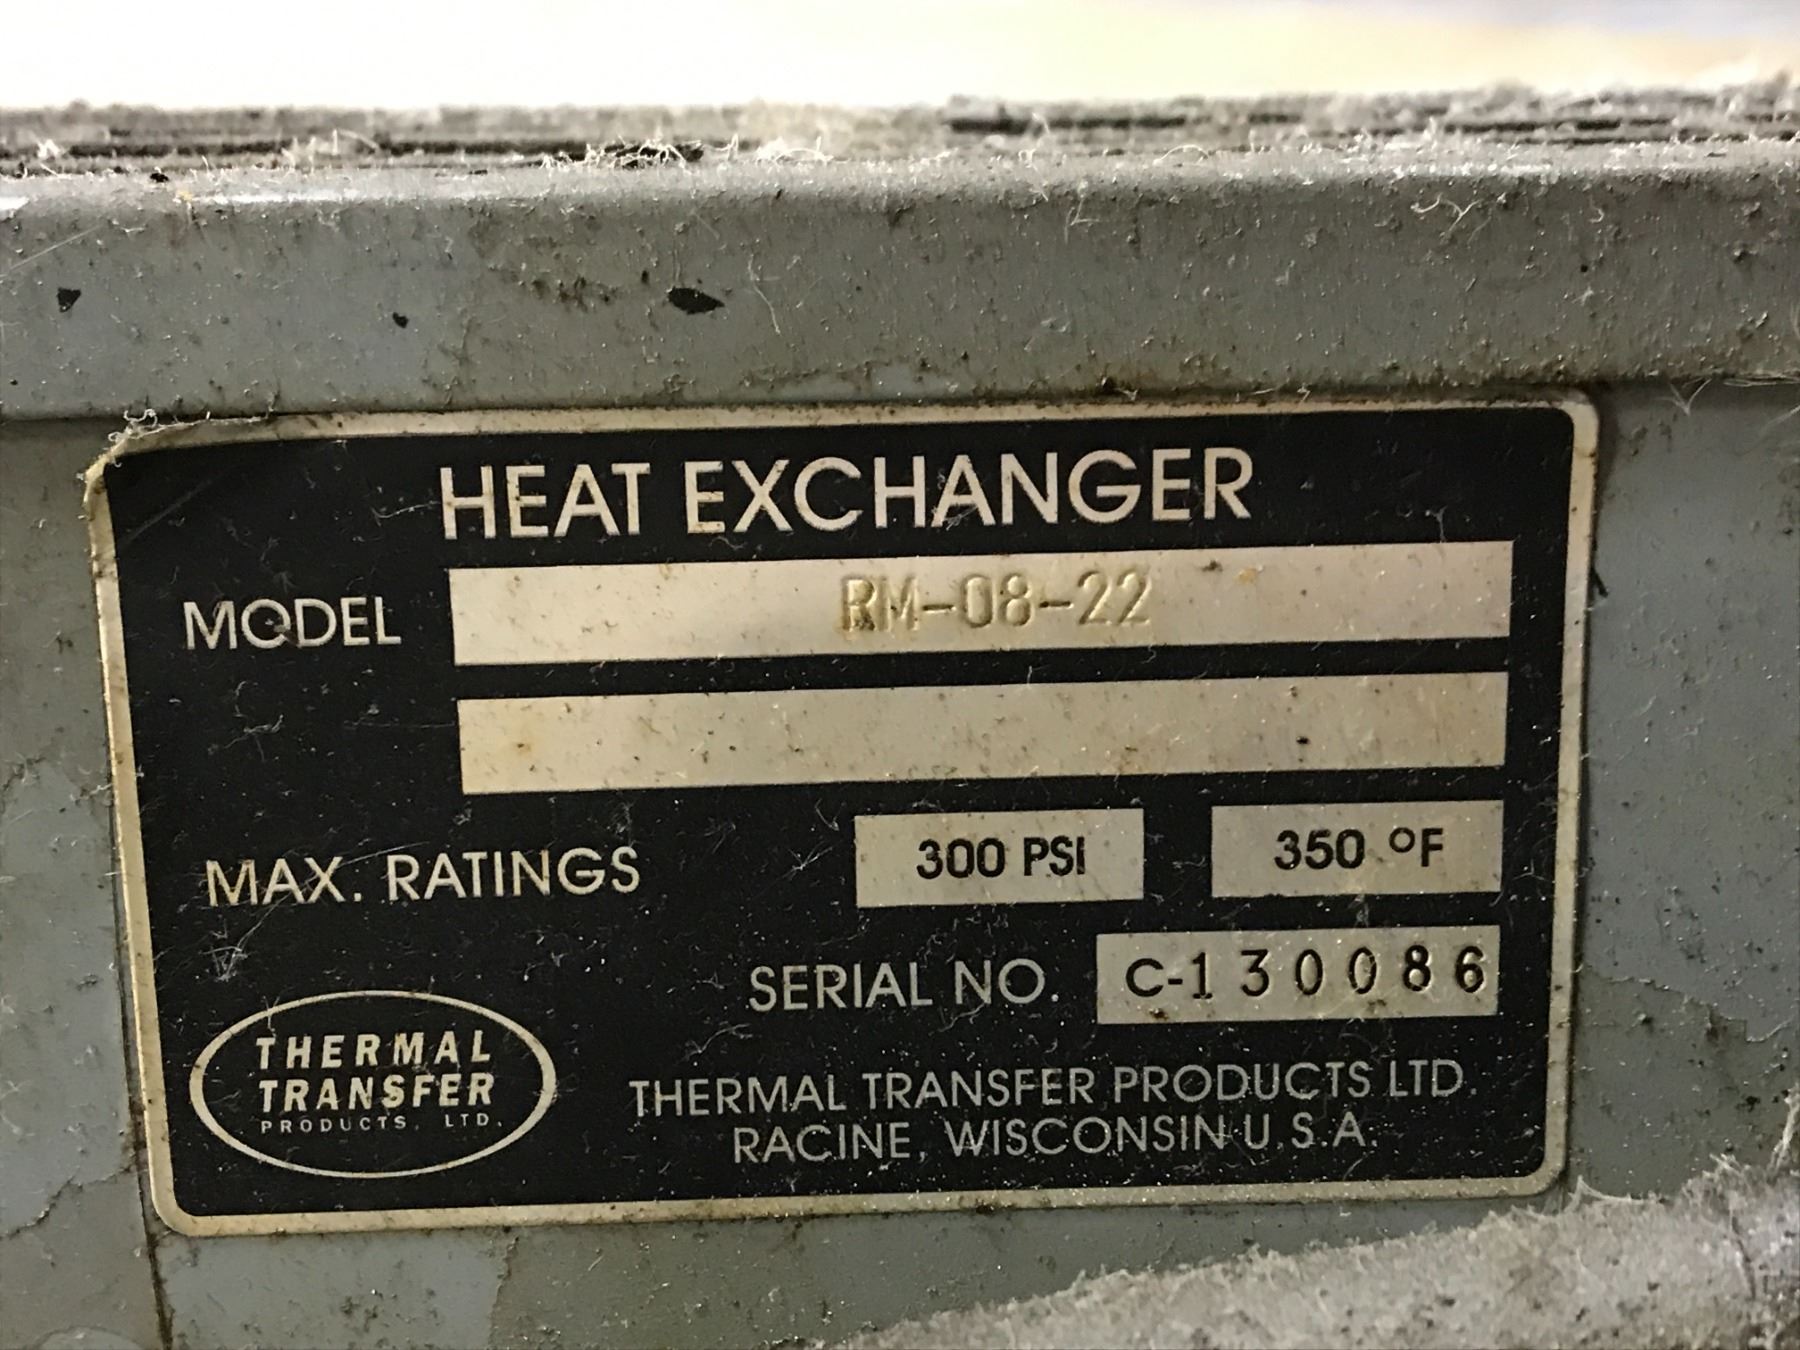 HEAT EXCHANGER
MODEL RM-08-22
MAX. RATINGS 300 PSI 350 °F
SERIAL NO. C-130086
THERMAL
TRANSFER
PRODUCTS, LTD.
THERMAL TRANSFER PRODUCTS LTD.
RACINE, WISCONSIN U.S.A.